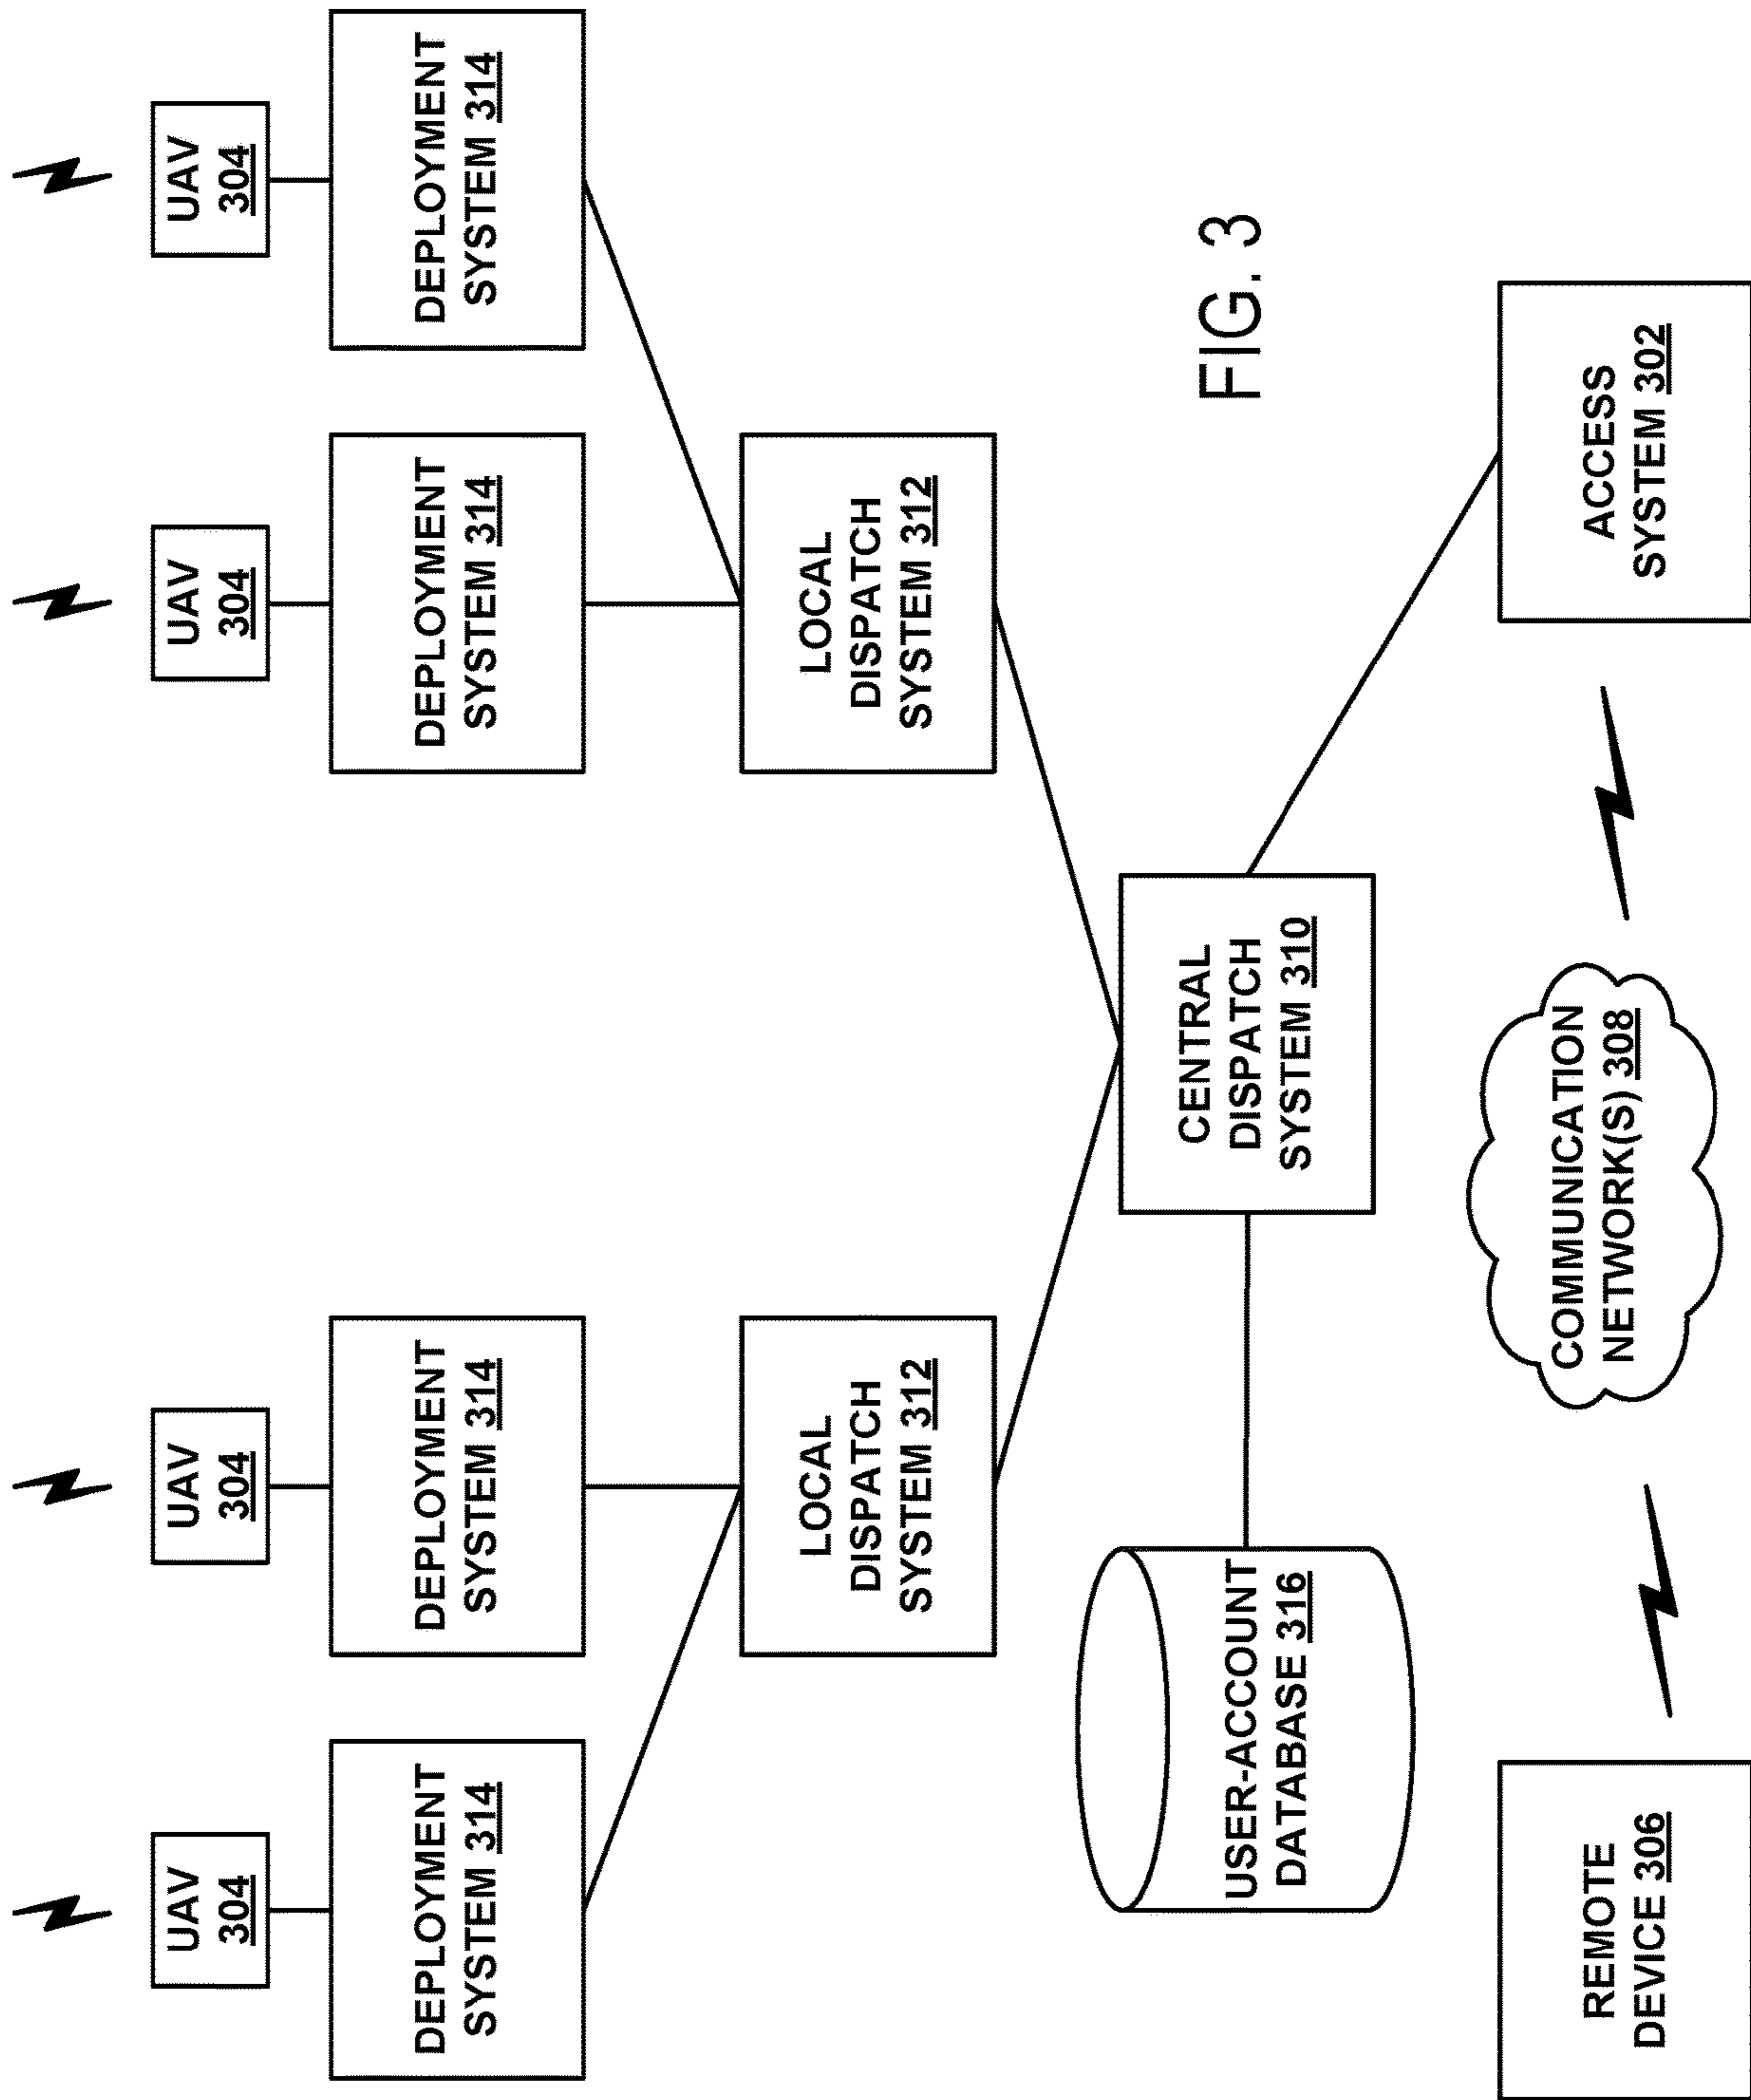 UAV
304
UAV
304
UAV
304
UAV
304
DEPLOYMENT
SYSTEM 314
DEPLOYMENT
SYSTEM 314
DEPLOYMENT
SYSTEM 314
DEPLOYMENT
SYSTEM 314
LOCAL
DISPATCH
SYSTEM 312
LOCAL
DISPATCH
SYSTEM 312
USER-ACCOUNT
DATABASE 316
CENTRAL
DISPATCH
SYSTEM 310
FIG. 3
REMOTE
DEVICE 306
COMMUNICATION
NETWORK(S) 308
ACCESS
SYSTEM 302